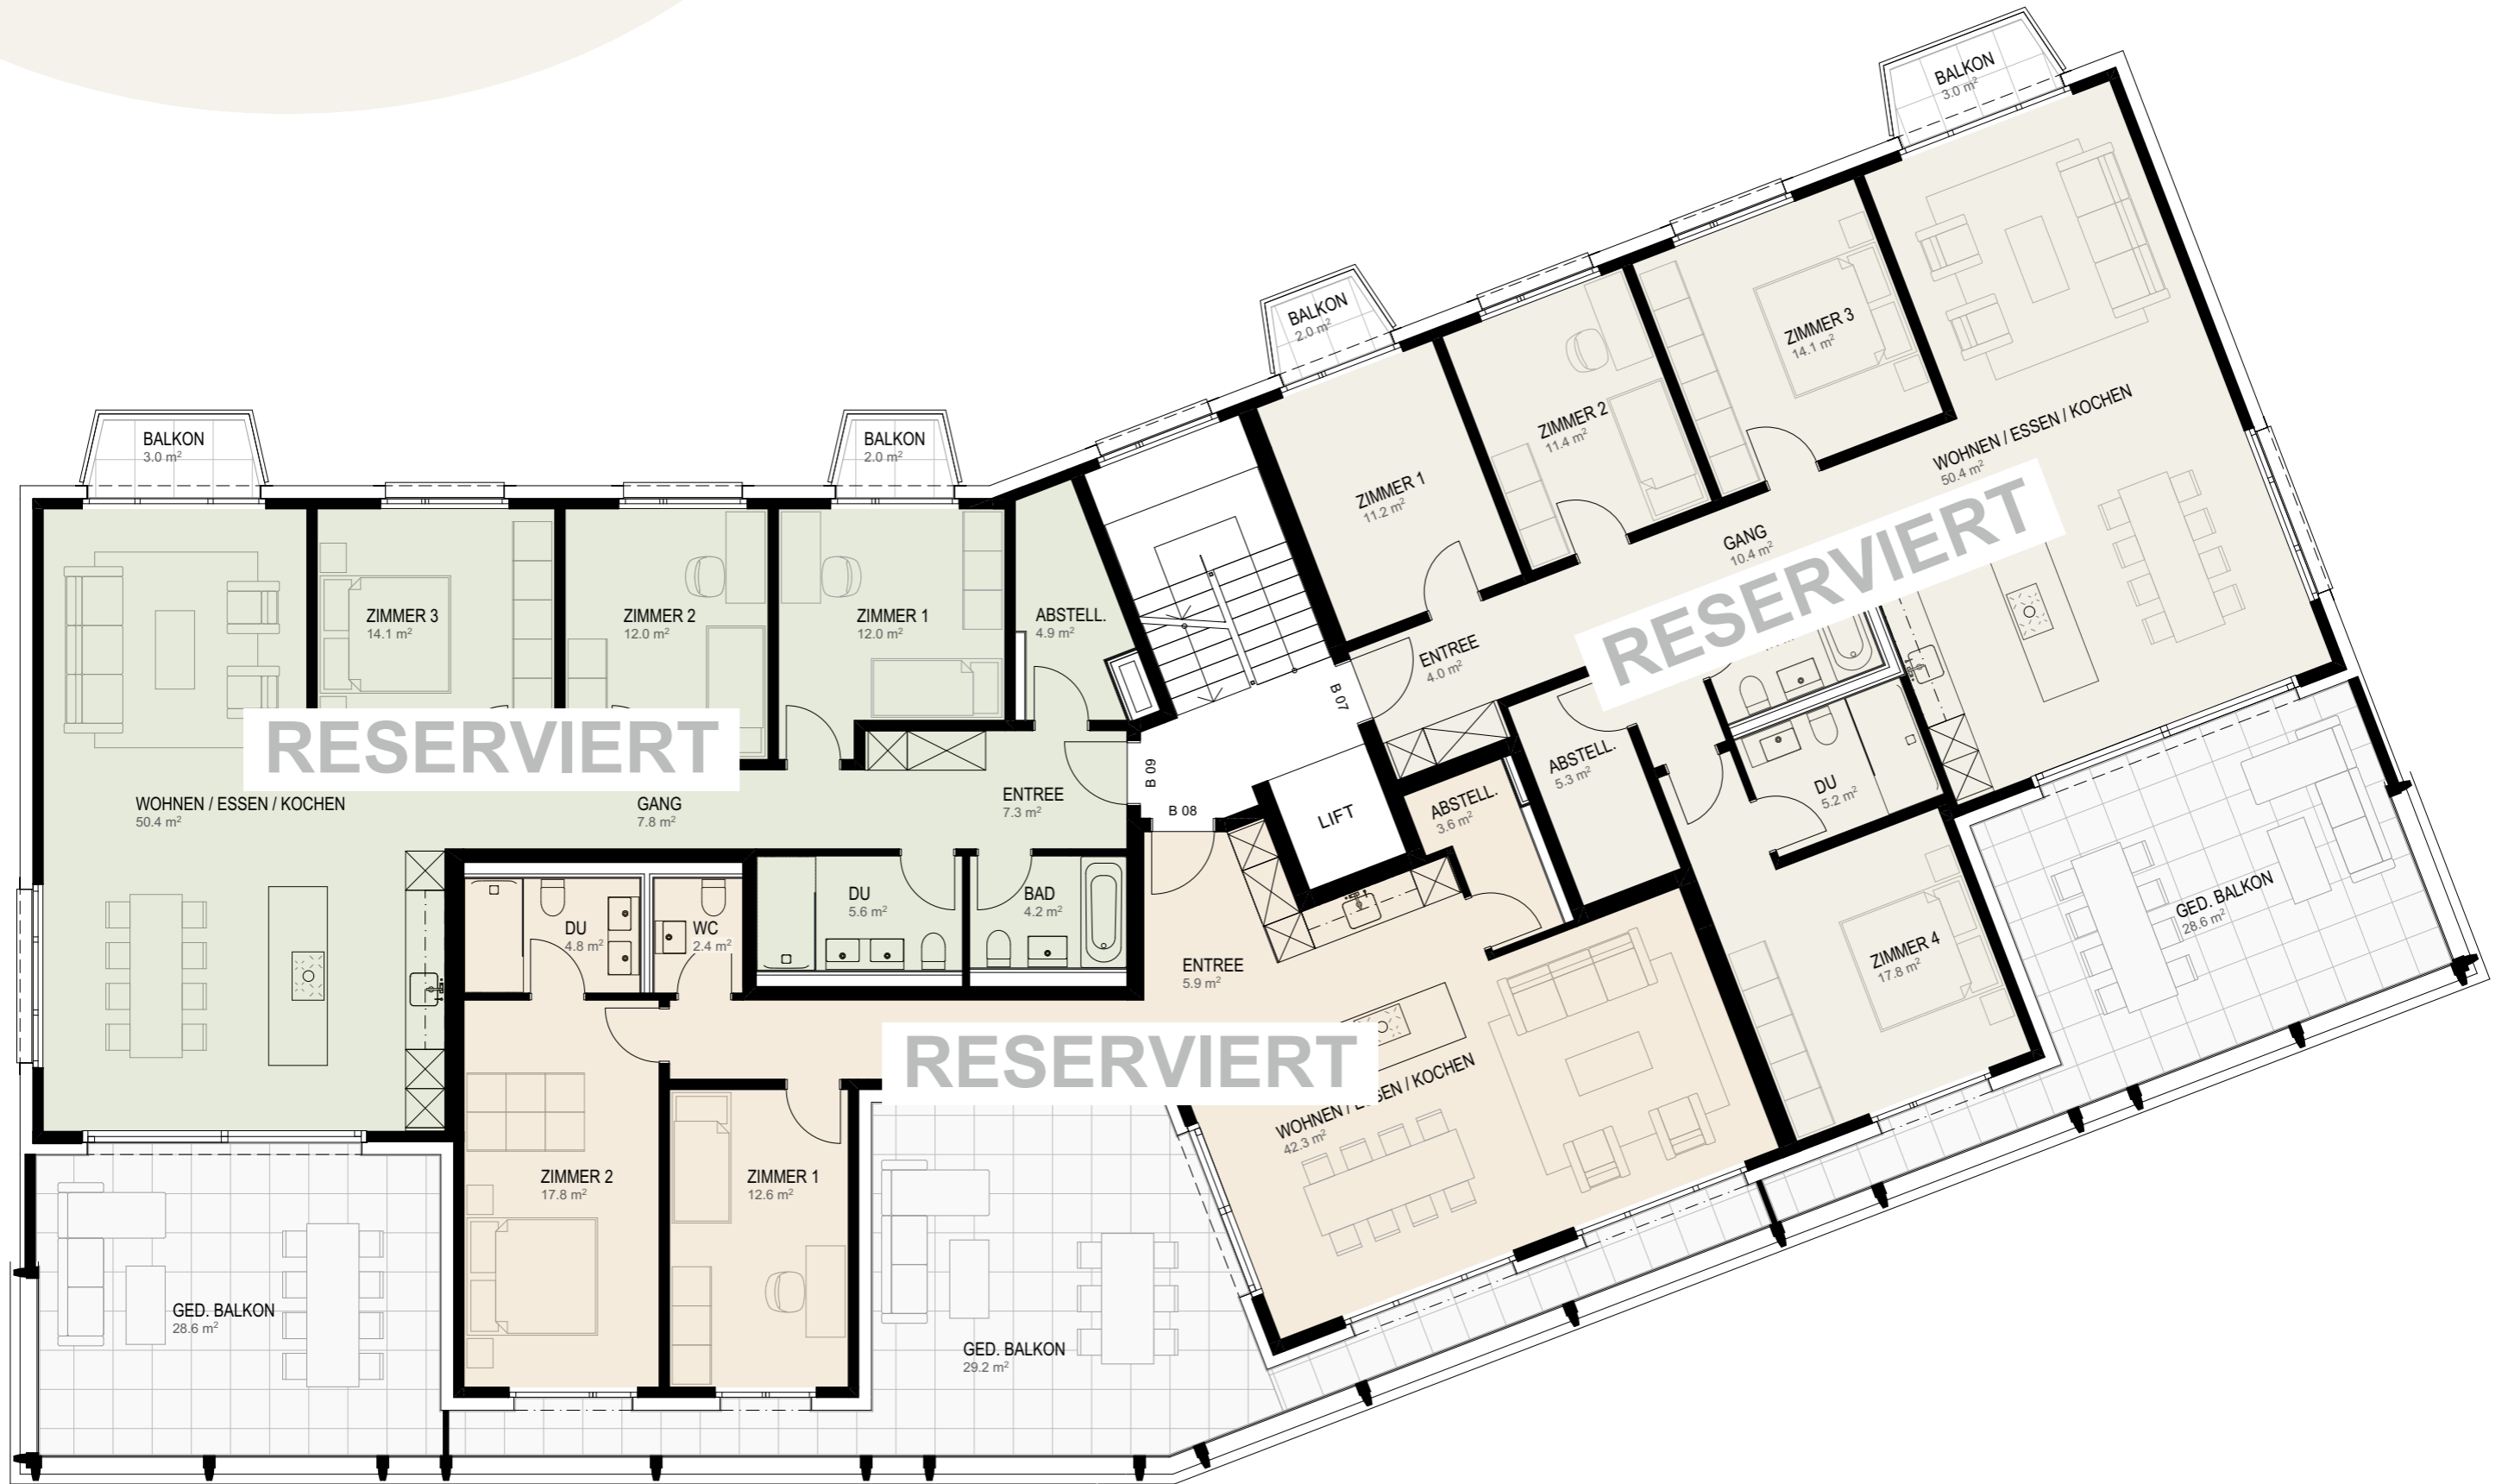 BALKON
3.0 m²
BALKON
2.0 m²
ZIMMER 3
14.1 m²
ZIMMER 2
11.4 m²
ZIMMER 1
11.2 m²
WOHNEN / ESSEN / KOCHEN
50.4 m²
GANG
10.4 m²
RESERVIERT
ENTREE
4.0 m²
B 07
ABSTELL.
5.3 m²
DU
5.2 m²
ZIMMER 4
17.8 m²
GED. BALKON
28.6 m²
BALKON
3.0 m²
BALKON
2.0 m²
ZIMMER 3
14.1 m²
ZIMMER 2
12.0 m²
ZIMMER 1
12.0 m²
ABSTELL.
4.9 m²
RESERVIERT
WOHNEN / ESSEN / KOCHEN
50.4 m²
GANG
7.8 m²
ENTREE
7.3 m²
B 09
B 08
LIFT
DU
5.6 m²
BAD
4.2 m²
GED. BALKON
28.6 m²
ABSTELL.
3.6 m²
DU
4.8 m²
WC
2.4 m²
ENTREE
5.9 m²
RESERVIERT
WOHNEN / ESSEN / KOCHEN
42.3 m²
ZIMMER 2
17.8 m²
ZIMMER 1
12.6 m²
GED. BALKON
29.2 m²